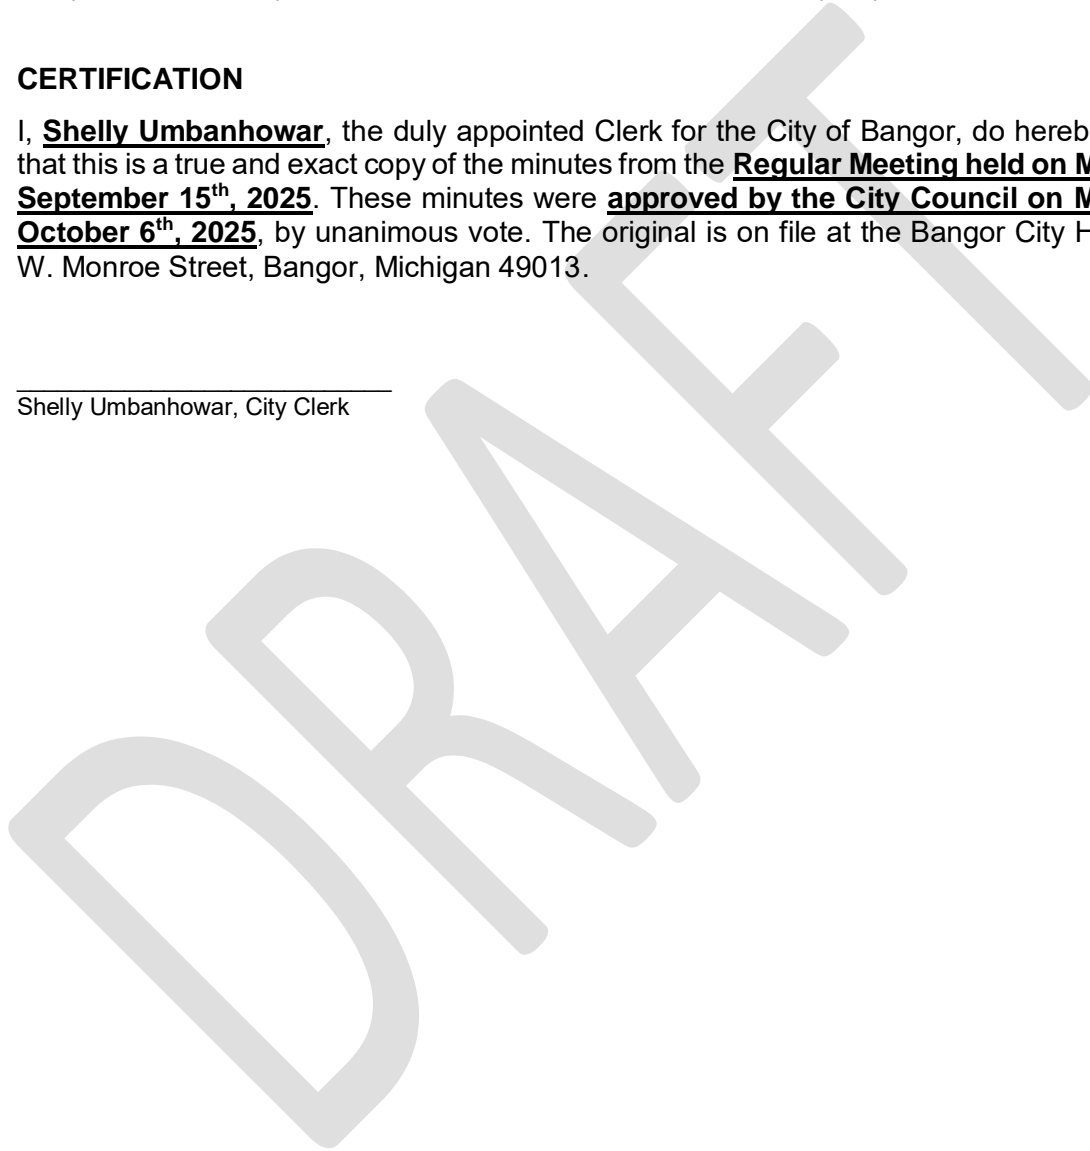 CERTIFICATION
I, Shelly Umbanhowar, the duly appointed Clerk for the City of Bangor, do
that this is a true and exact copy of the minutes from the Regular Meeting held on
September 15th, 2025. These minutes were approved by the City Council on
October 6th, 2025, by unanimous vote. The original is on file at the Bangor City
W. Monroe Street, Bangor, Michigan 49013.
Shelly Umbanhowar, City Clerk
DRAFT